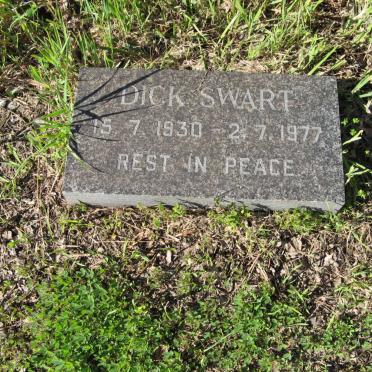 DICK SWART
15. 7. 1930 - 2. 7. 1977
REST IN PEACE